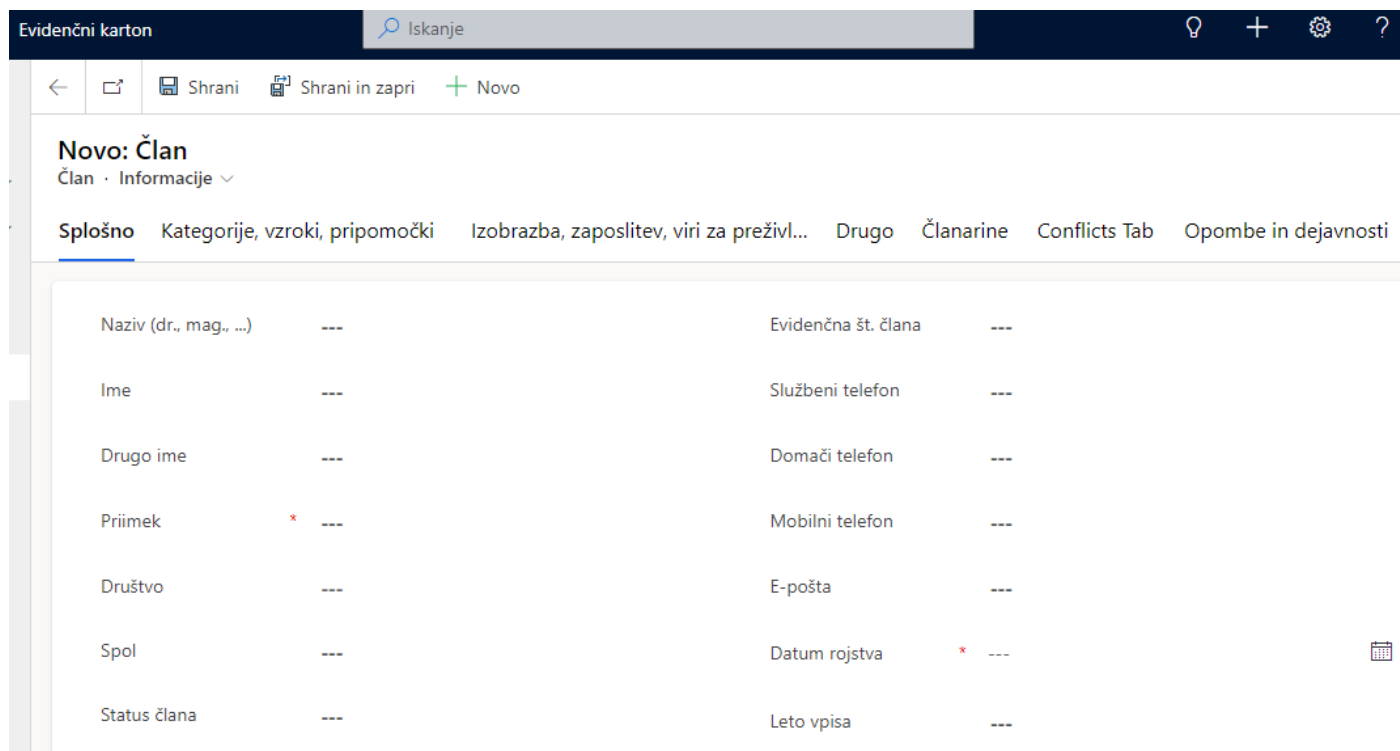 Evidenčni karton Iskanje
Shrani Shrani in zapri Novo
Novo: Član
Član · Informacije
Splošno Kategorije, vzroki, pripomočki Izobrazba, zaposlitev, viri za preživl... Drugo Članarine Conflicts Tab Opombe in dejavnosti
Naziv (dr., mag., ...) --- Evidenčna št. člana ---
Ime --- Službeni telefon ---
Drugo ime --- Domači telefon ---
Priimek * --- Mobilni telefon ---
Društvo --- E-pošta ---
Spol --- Datum rojstva * ---
Status člana --- Leto vpisa ---